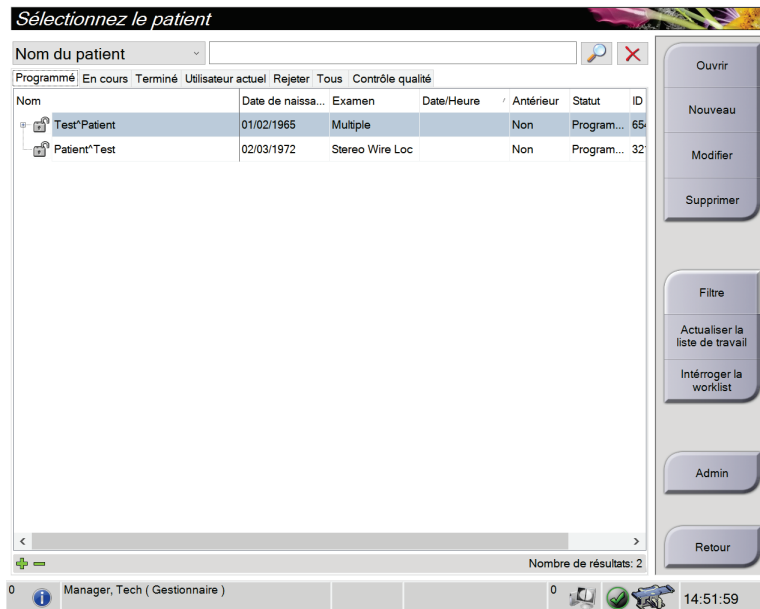 Sélectionnez le patient
Nom du patient
Programmé En cours Terminé Utilisateur actuel Rejeter Tous Contrôle qualité
Nom Date de naissa... Examen Date/Heure Antérieur Statut ID
Test^Patient 01/02/1965 Multiple Non Program... 654
Patient^Test 02/03/1972 Stereo Wire Loc Non Program... 321
Nombre de résultats: 2
Ouvrir
Nouveau
Modifier
Supprimer
Filtre
Actualiser la
liste de travail
Intérroger la
worklist
Admin
Retour
0 Manager, Tech ( Gestionnaire ) 0 14:51:59